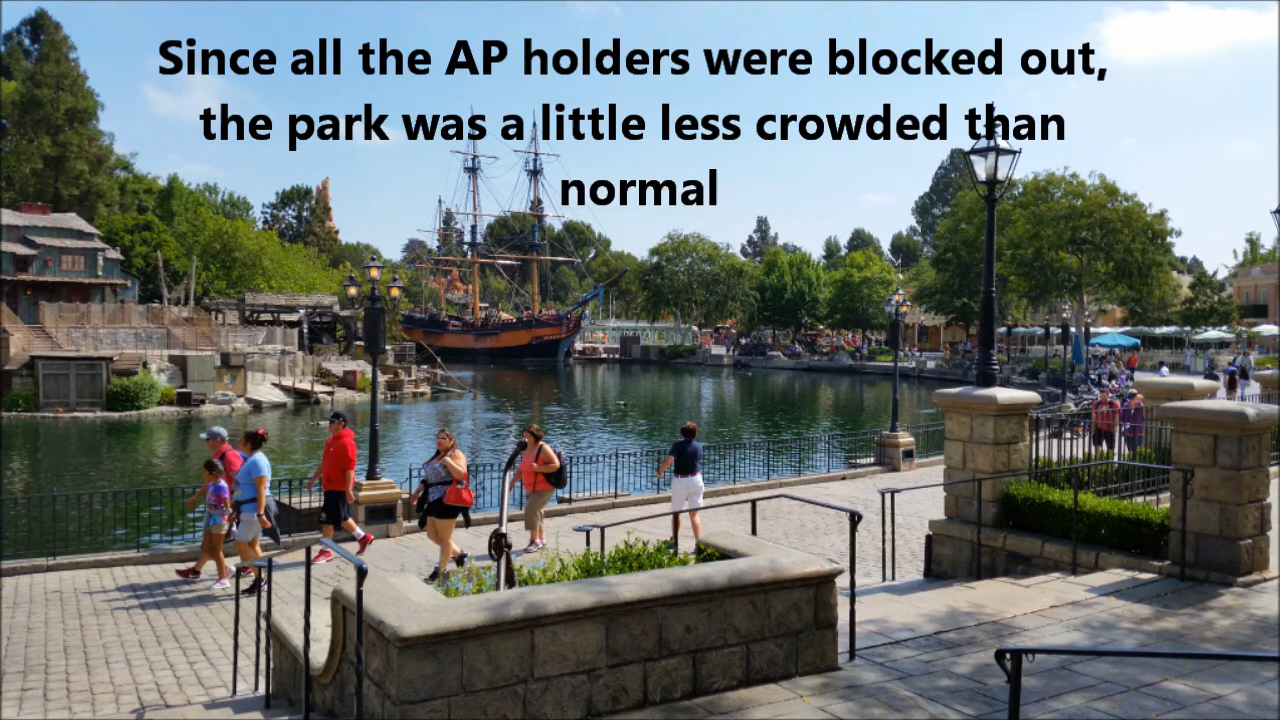 Since all the AP holders were blocked out,
the park was a little less crowded than
normal